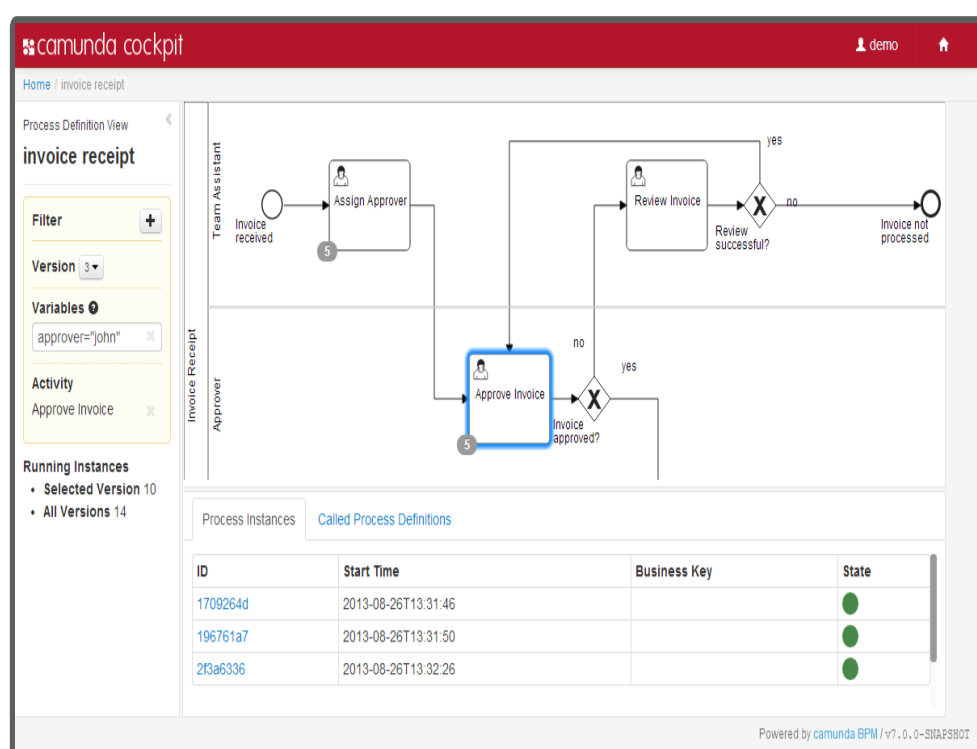 camunda cockpit
demo
Home / invoice receipt
Process Definition View
invoice receipt
Filter
Version 3
Variables
approver="john"
Activity
Approve Invoice
Running Instances
Selected Version 10
All Versions 14
Invoice Receipt
Team Assistant
Approver
Invoice
received
Assign Approver
5
Review Invoice
Review
successful?
yes
no
Invoice not
processed
Approve Invoice
5
Invoice
approved?
no
yes
Process Instances
Called Process Definitions
ID Start Time Business Key State
1709264d 2013-08-26T13:31:46
196761a7 2013-08-26T13:31:50
2f3a6336 2013-08-26T13:32:26
Powered by camunda BPM / v7.0.0-SNAPSHOT